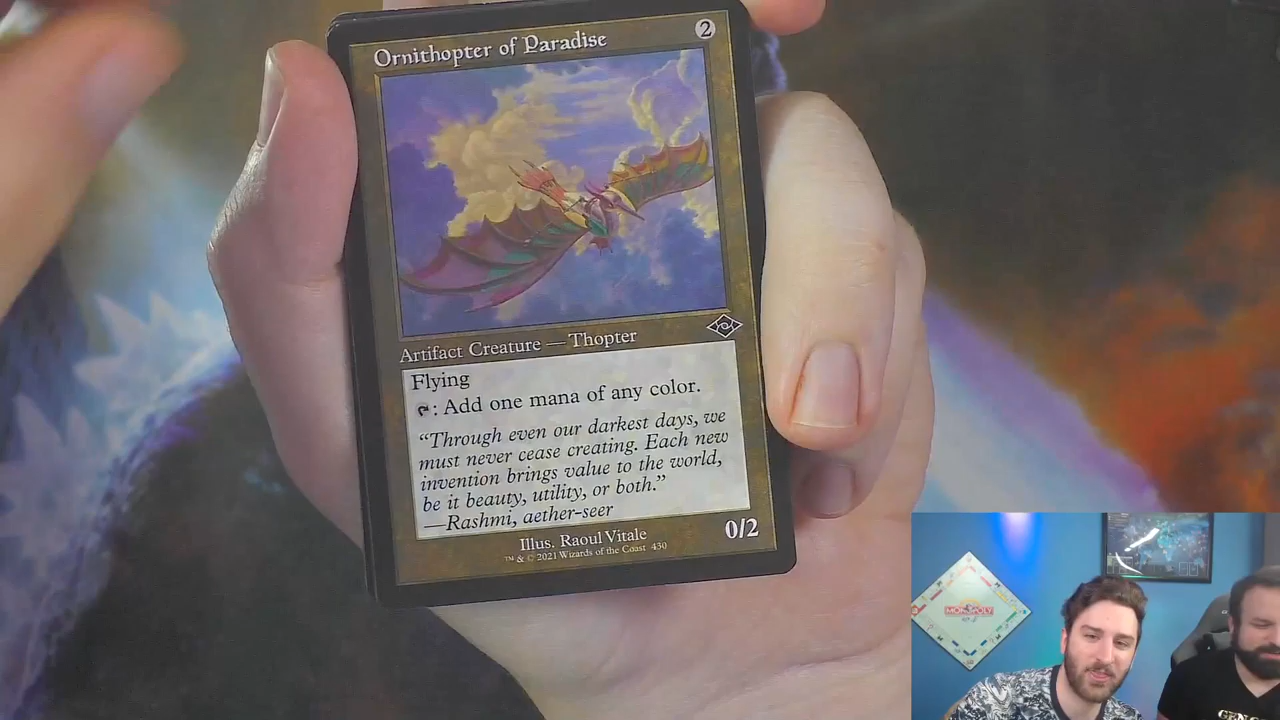 Ornithopter of Paradise
2
Artifact Creature — Thopter
Flying
: Add one mana of any color.
“Through even our darkest days, we
must never cease creating. Each new
invention brings value to the world,
be it beauty, utility, or both.”
—Rashmi, aether-seer
0/2
Illus. Raoul Vitale
™ & © 2021 Wizards of the Coast 430
MONOPOLY